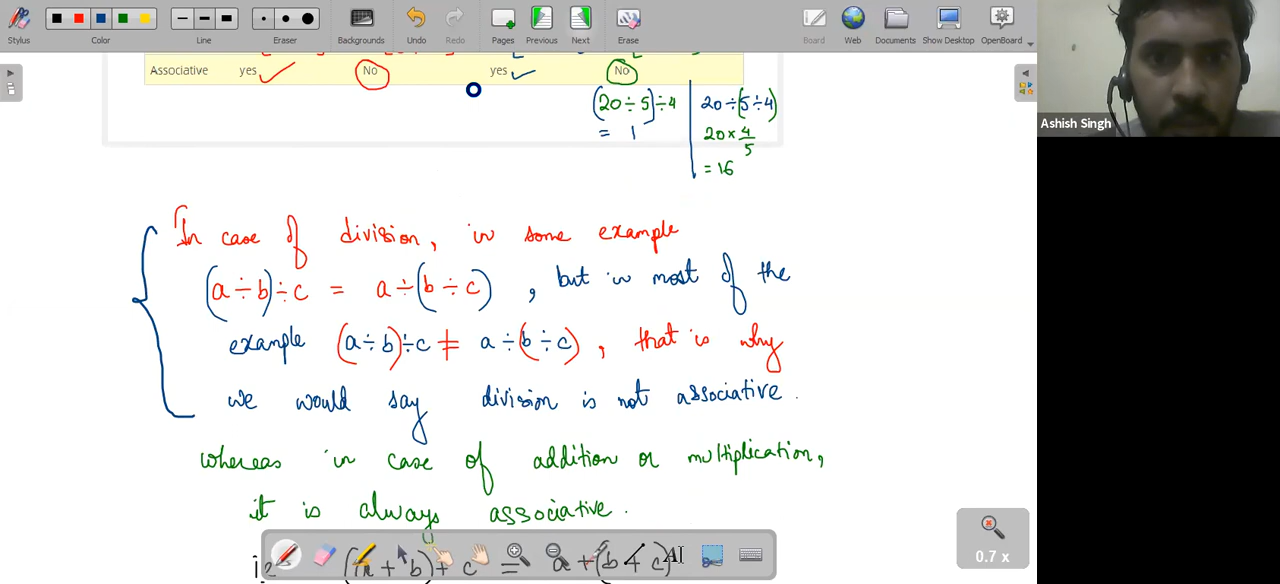 Stylus Color Line Eraser Backgrounds Undo Redo Pages Previous Next Erase Board Web Documents Show Desktop OpenBoard
Associative yes No yes No
(20 ÷ 5) ÷ 4
= 1
20 ÷ (5 ÷ 4)
20 × 4/5
= 16
Ashish Singh
In case of division, in some example
(a ÷ b) ÷ c = a ÷ (b ÷ c) , but in most of the
example (a ÷ b) ÷ c ≠ a ÷ (b ÷ c) , that is why
we would say division is not associative.
whereas in case of addition or multiplication,
it is always associative.
+ b) + c = a + (b + c)
0.7 x